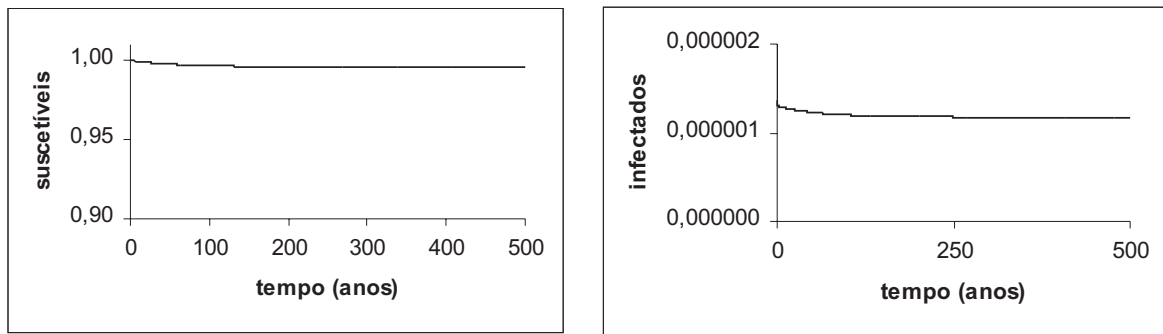 1,00
0,95
0,90
suscetíveis
0 100 200 300 400 500
tempo (anos)
0,000002
0,000001
0,000000
infectados
0 250 500
tempo (anos)